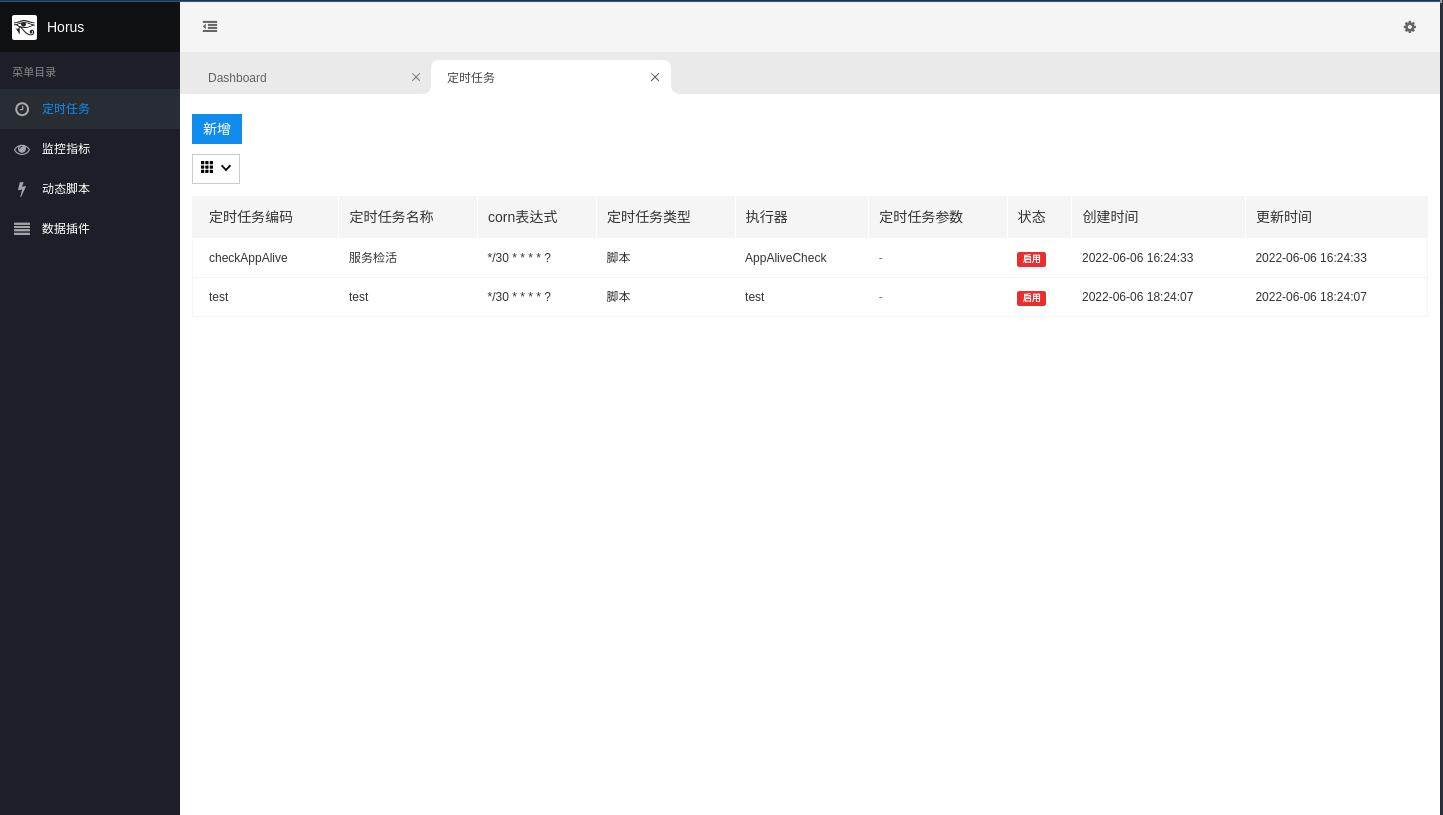 Horus
菜单目录
定时任务
监控指标
动态脚本
数据插件
Dashboard 定时任务
新增
定时任务编码 定时任务名称 corn表达式 定时任务类型 执行器 定时任务参数 状态 创建时间 更新时间
checkAppAlive 服务检活 */30 * * * * ? 脚本 AppAliveCheck - 启用 2022-06-06 16:24:33 2022-06-06 16:24:33
test test */30 * * * * ? 脚本 test - 启用 2022-06-06 18:24:07 2022-06-06 18:24:07